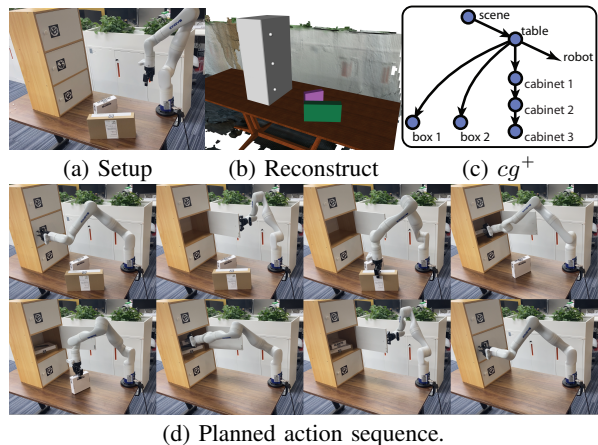 scene
table
robot
cabinet 1
cabinet 2
box 1
box 2
cabinet 3
(a) Setup
(b) Reconstruct
(c) cg⁺
(d) Planned action sequence.